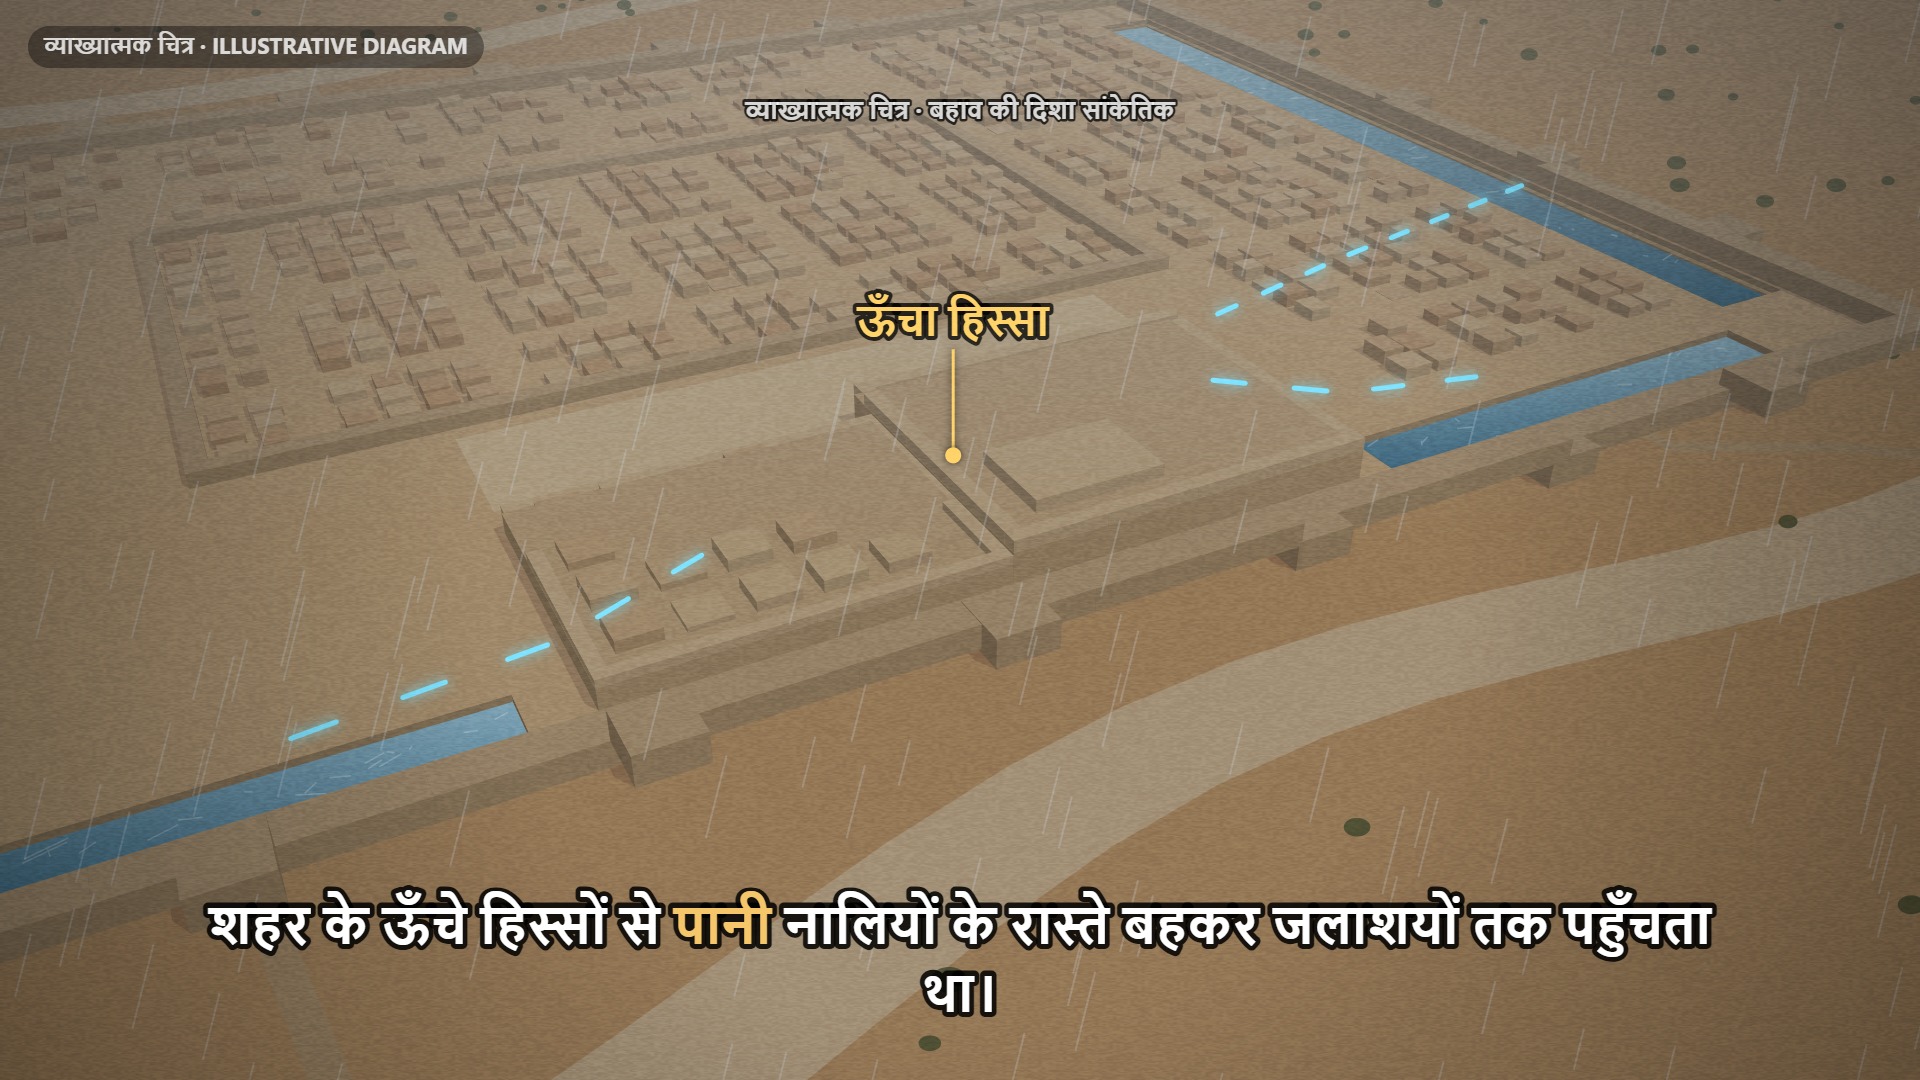 व्याख्यात्मक चित्र · ILLUSTRATIVE DIAGRAM
व्याख्यात्मक चित्र · बहाव की दिशा सांकेतिक
ऊँचा हिस्सा
शहर के ऊँचे हिस्सों से पानी नालियों के रास्ते बहकर जलाशयों तक पहुँचता
था।